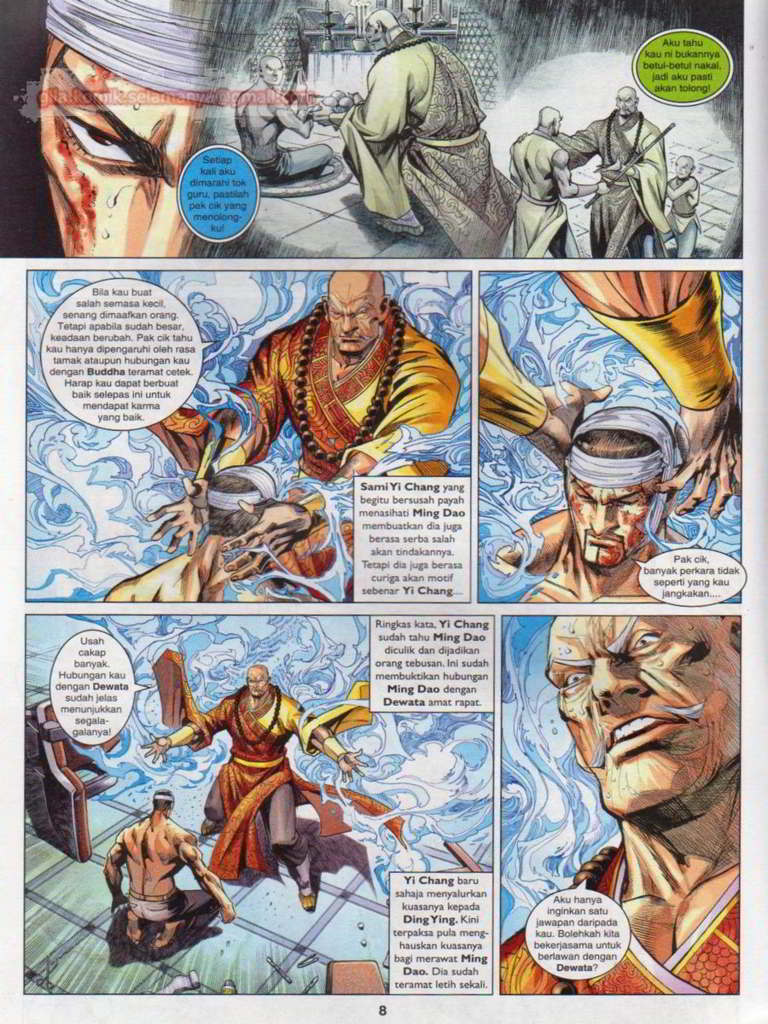 Aku tahu
kau ni bukannya
betul-betul nakal,
jadi aku pasti
akan tolong!
Setiap
kali aku
dimarahi tok
guru, pastilah
pak cik yang
menolong-
ku!
Bila kau buat
salah semasa kecil,
senang dimaafkan orang.
Tetapi apabila sudah besar,
keadaan berubah. Pak cik tahu
kau hanya dipengaruhi oleh rasa
tamak ataupun hubungan kau
dengan Buddha teramat cetek.
Harap kau dapat berbuat
baik selepas ini untuk
mendapat karma
yang baik.
Sami Yi Chang yang
begitu bersusah payah
menasihati Ming Dao
membuatkan dia juga
berasa serba salah
akan tindakannya.
Tetapi dia juga berasa
curiga akan motif
sebenar Yi Chang...
Pak cik,
banyak perkara tidak
seperti yang kau
jangkakan....
Usah
cakap
banyak.
Hubungan kau
dengan Dewata
sudah jelas
menunjukkan
segala-
galanya!
Ringkas kata, Yi Chang
sudah tahu Ming Dao
diculik dan dijadikan
orang tebusan. Ini sudah
membuktikan hubungan
Ming Dao dengan
Dewata amat rapat.
Yi Chang baru
sahaja menyalurkan
kuasanya kepada
Ding Ying. Kini
terpaksa pula meng-
hauskan kuasanya
bagi merawat Ming
Dao. Dia sudah
teramat letih sekali.
Aku hanya
inginkan satu
jawapan daripada
kau. Bolehkah kita
bekerjasama untuk
berlawan dengan
Dewata?
8